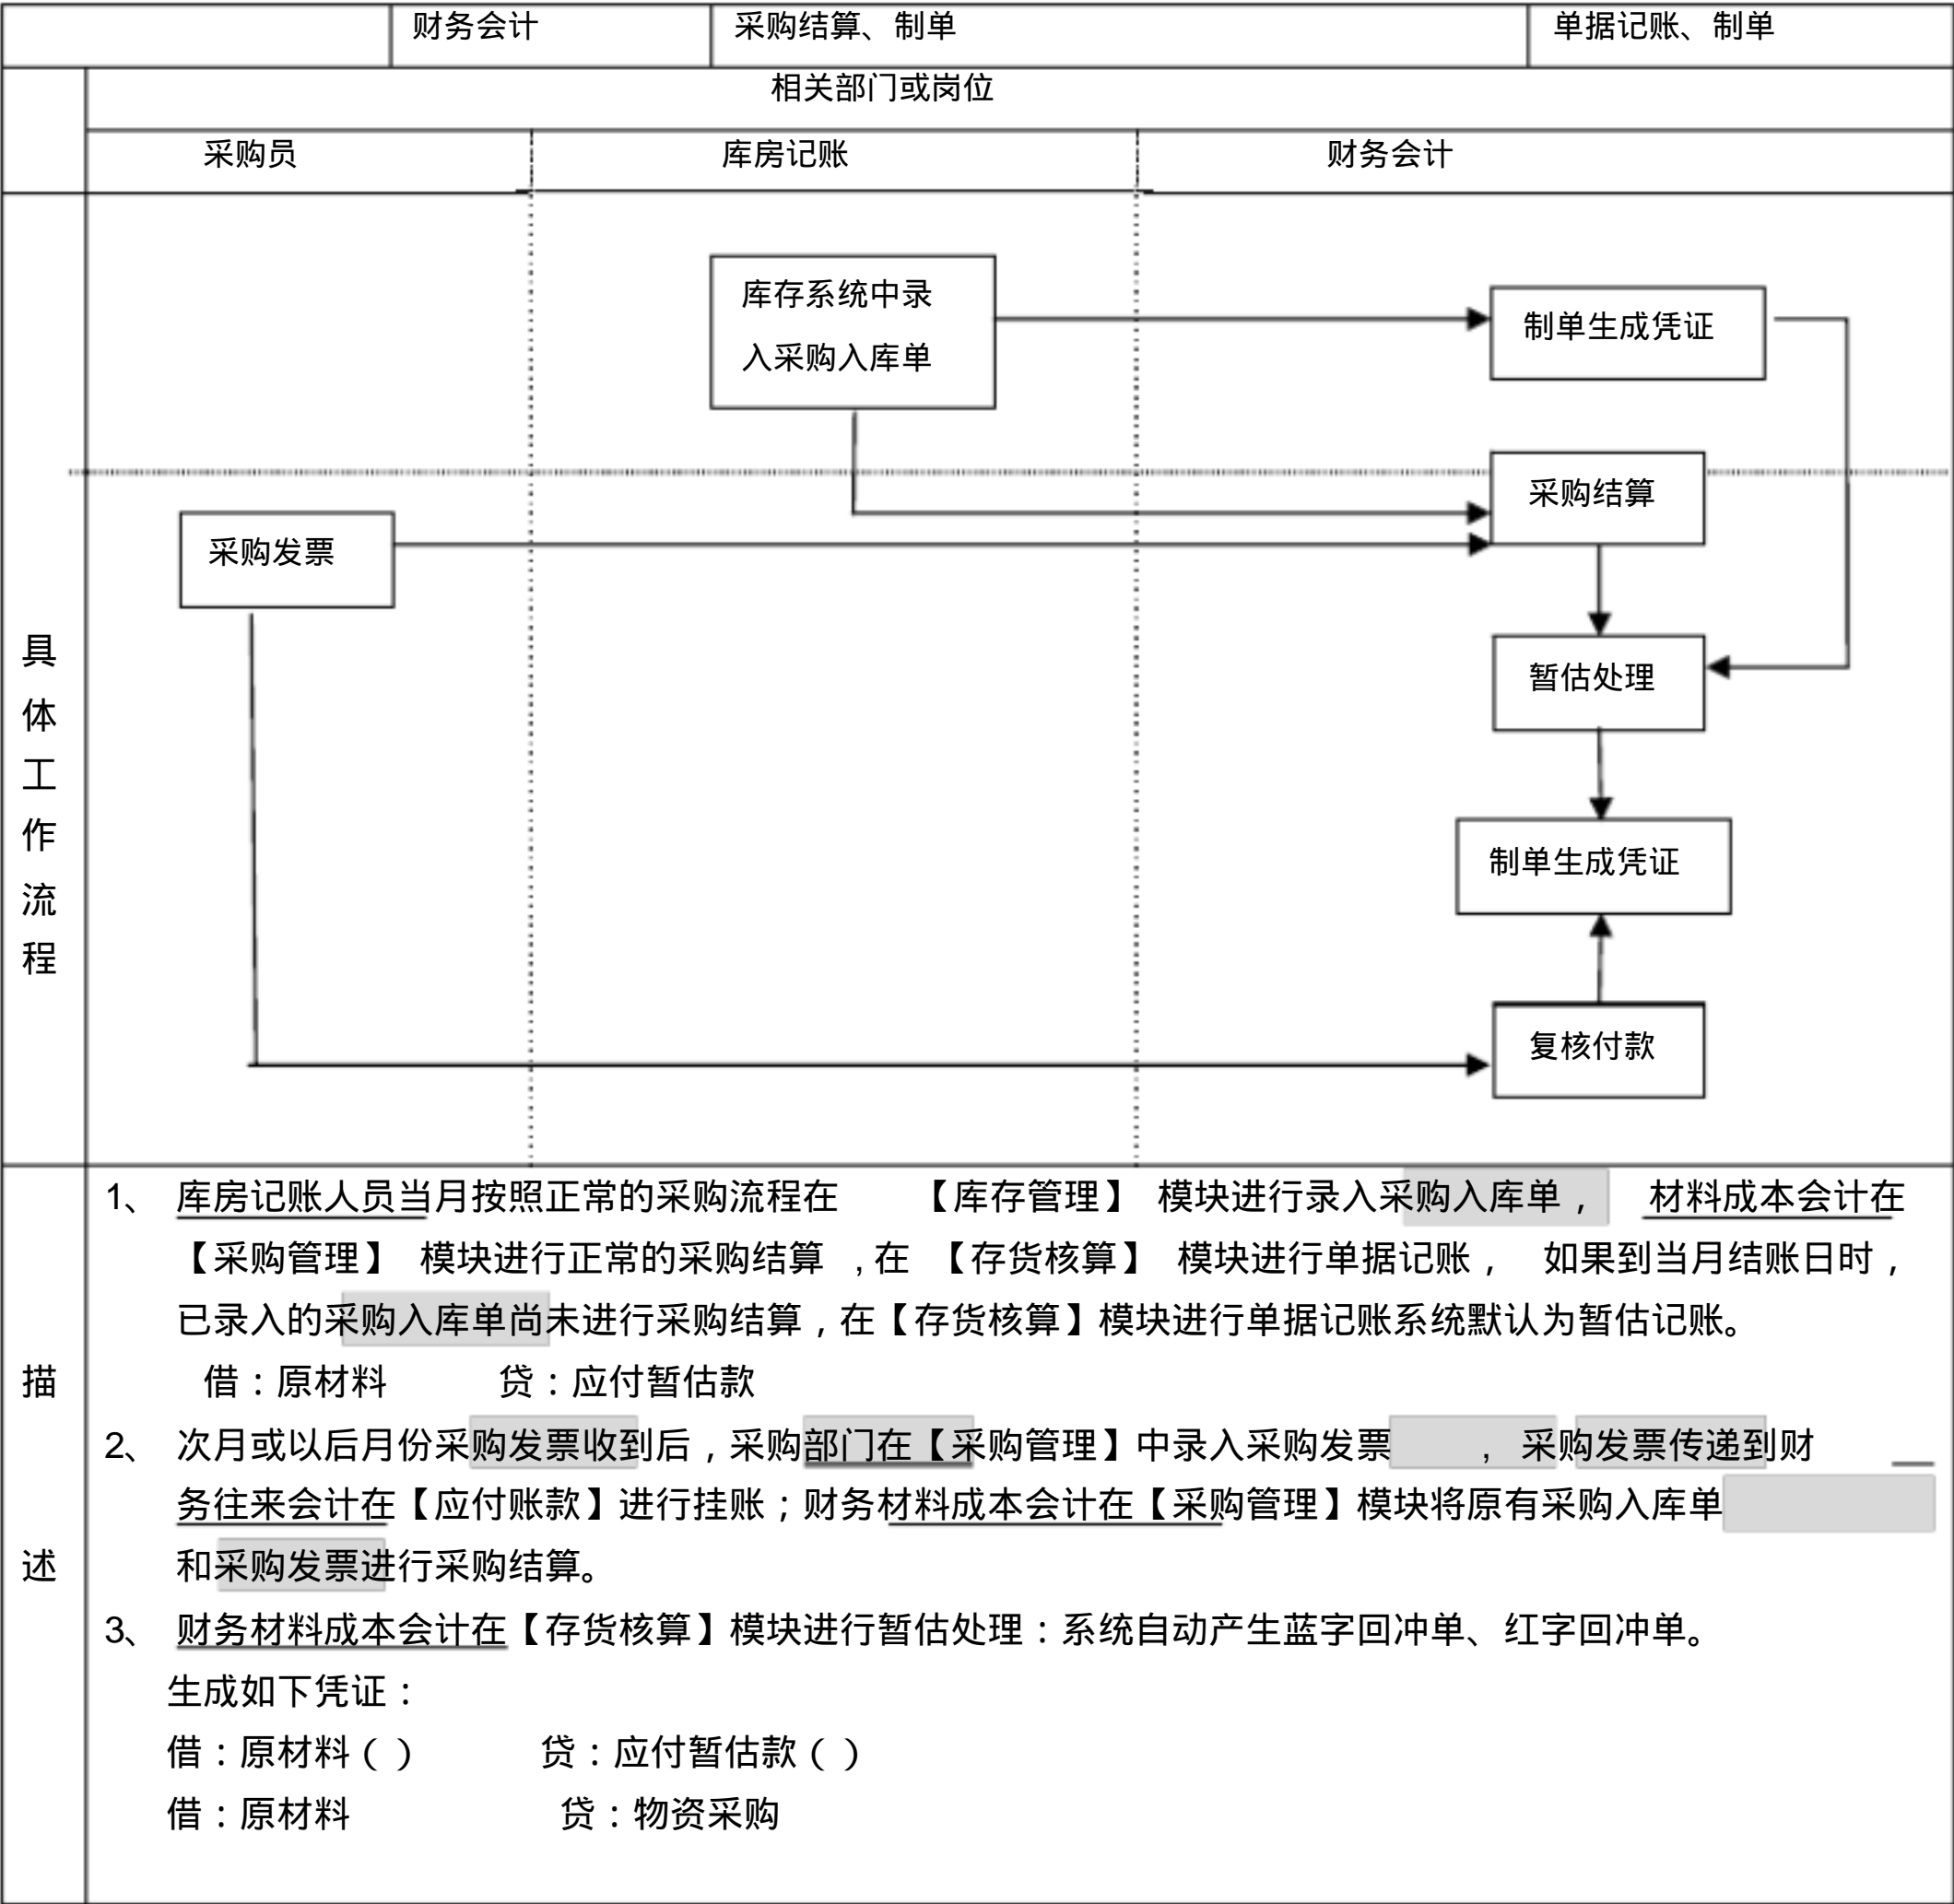 财务会计 采购结算、制单 单据记账、制单
相关部门或岗位
采购员 库房记账 财务会计
库存系统中录
入采购入库单
制单生成凭证
采购结算
采购发票
暂估处理
制单生成凭证
复核付款
具
体
工
作
流
程
1、 库房记账人员当月按照正常的采购流程在 【库存管理】 模块进行录入采购入库单， 材料成本会计在
【采购管理】 模块进行正常的采购结算 ，在 【存货核算】 模块进行单据记账， 如果到当月结账日时，
已录入的采购入库单尚未进行采购结算，在【存货核算】模块进行单据记账系统默认为暂估记账。
借：原材料 贷：应付暂估款
2、 次月或以后月份采购发票收到后，采购部门在【采购管理】中录入采购发票 ， 采购发票传递到财
务往来会计在【应付账款】进行挂账；财务材料成本会计在【采购管理】模块将原有采购入库单
和采购发票进行采购结算。
3、 财务材料成本会计在【存货核算】模块进行暂估处理：系统自动产生蓝字回冲单、红字回冲单。
生成如下凭证：
借：原材料（ ） 贷：应付暂估款（ ）
借：原材料 贷：物资采购
描
述